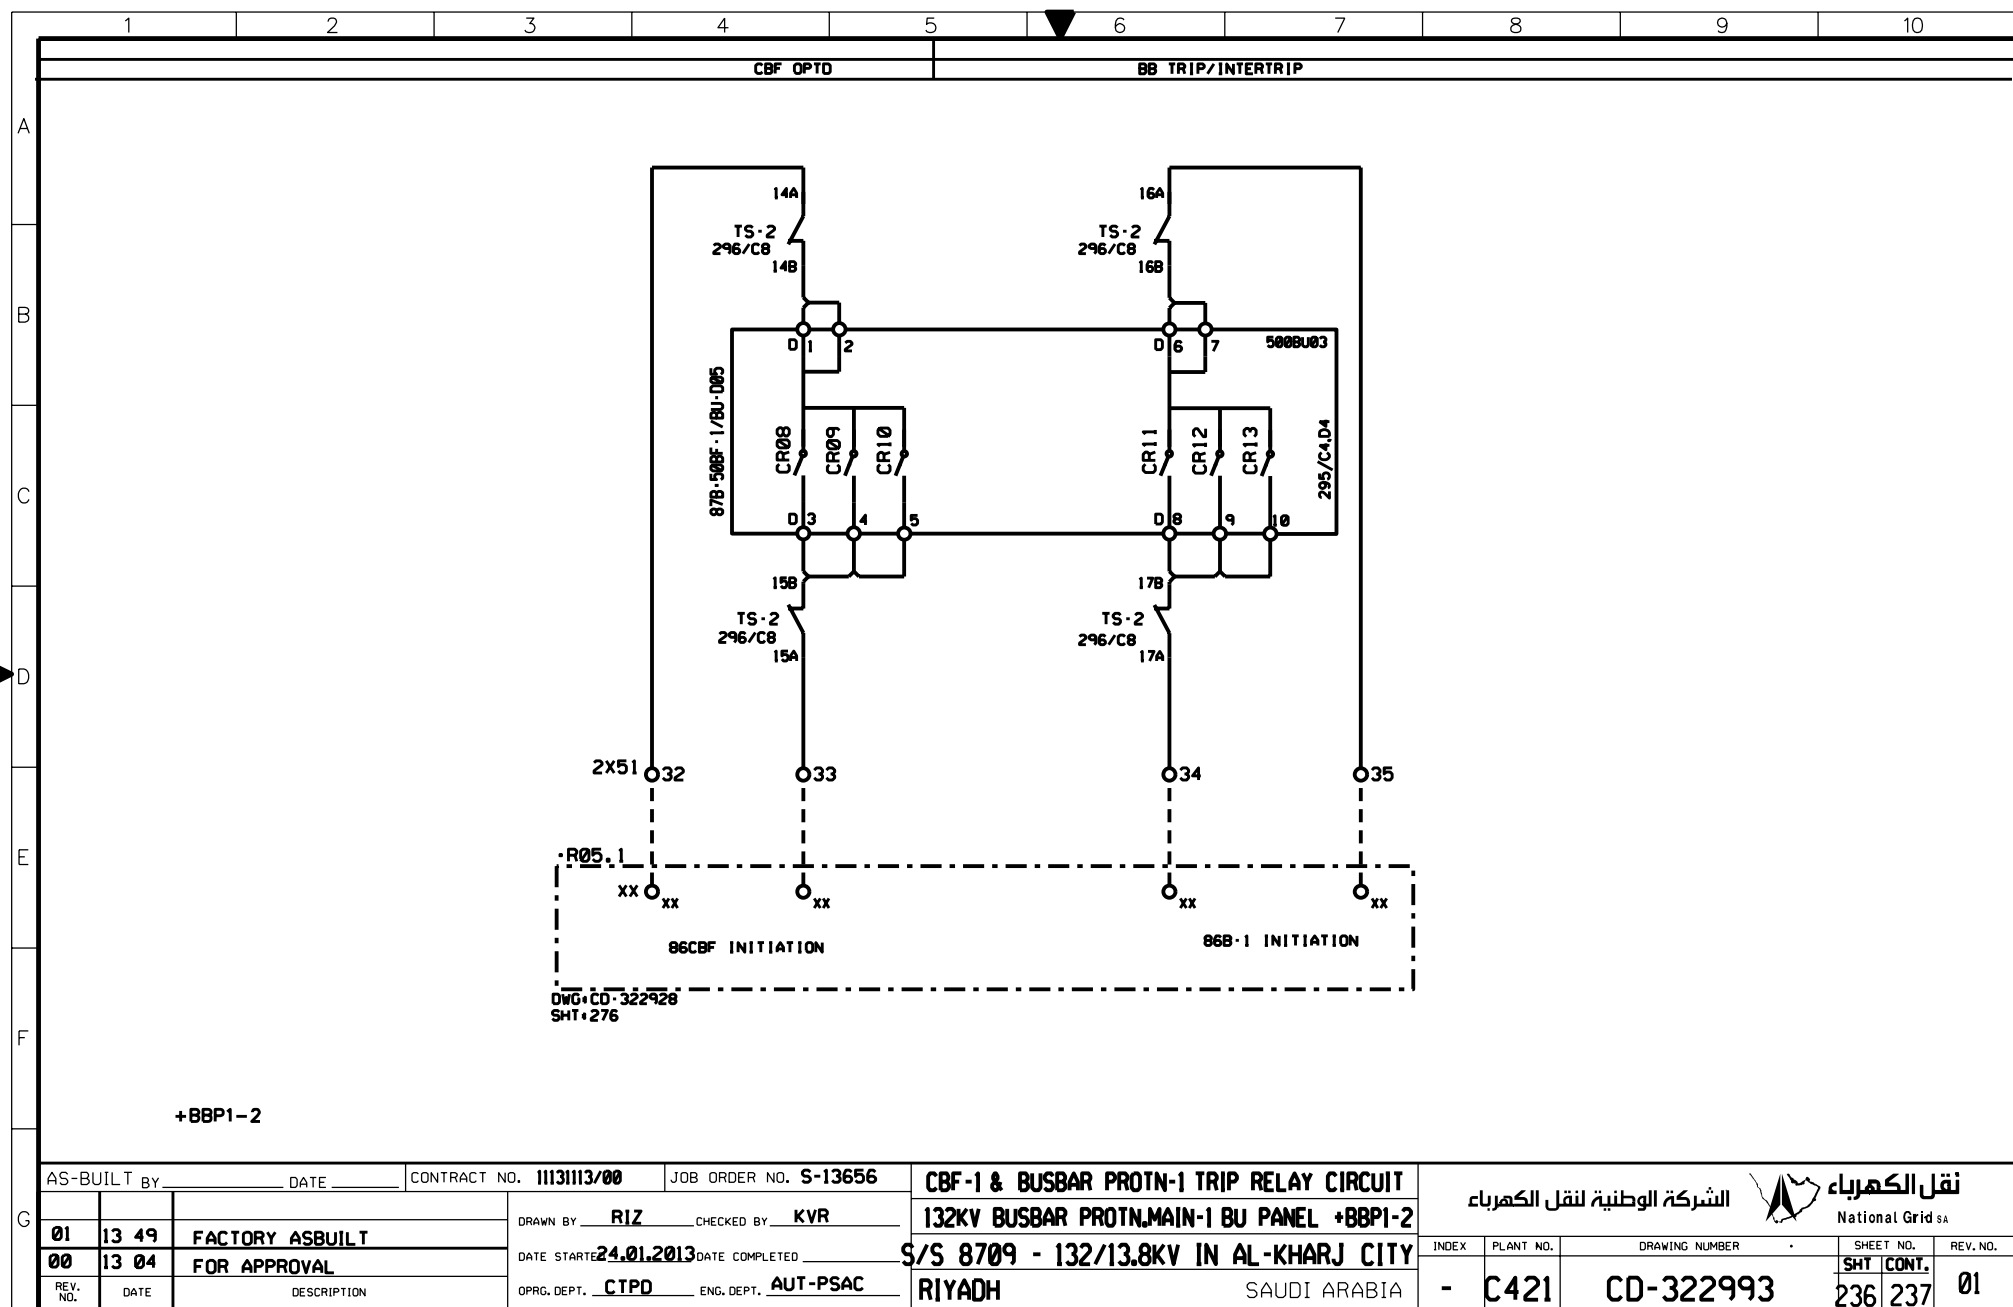 1 2 3 4 5 6 7 8 9 10
CBF OPTD BB TRIP/INTERTRIP
A
14A 16A
TS-2 TS-2
296/C8 296/C8
14B 16B
B
D 1 2 D 6 7 500BU03
87B-50BF-1/BU-D05
CR08 CR09 CR10 CR11 CR12 CR13
295/C4,D4
C
D 3 4 5 D 8 9 10
15B 17B
TS-2 TS-2
296/C8 296/C8
15A 17A
D
2X51 32 33 34 35
E
-R05.1
XX XX XX XX XX
86CBF INITIATION 86B-1 INITIATION
DWG:CD-322928
SHT:276
F
+BBP1-2
G
AS-BUILT BY DATE CONTRACT NO. 11131113/00 JOB ORDER NO. S-13656
01 13 49 FACTORY ASBUILT
00 13 04 FOR APPROVAL
REV. NO. DATE DESCRIPTION
DRAWN BY RIZ CHECKED BY KVR
DATE STARTED 24.01.2013 DATE COMPLETED
OPRG. DEPT. CTPD ENG. DEPT. AUT-PSAC
CBF-1 & BUSBAR PROTN-1 TRIP RELAY CIRCUIT
132KV BUSBAR PROTN.MAIN-1 BU PANEL +BBP1-2
S/S 8709 - 132/13.8KV IN AL-KHARJ CITY
RIYADH SAUDI ARABIA
الشركة الوطنية لنقل الكهرباء
نقل الكهرباء
National Grid SA
INDEX PLANT NO. DRAWING NUMBER SHEET NO. REV. NO.
SHT CONT.
- C421 CD-322993 236 237 01